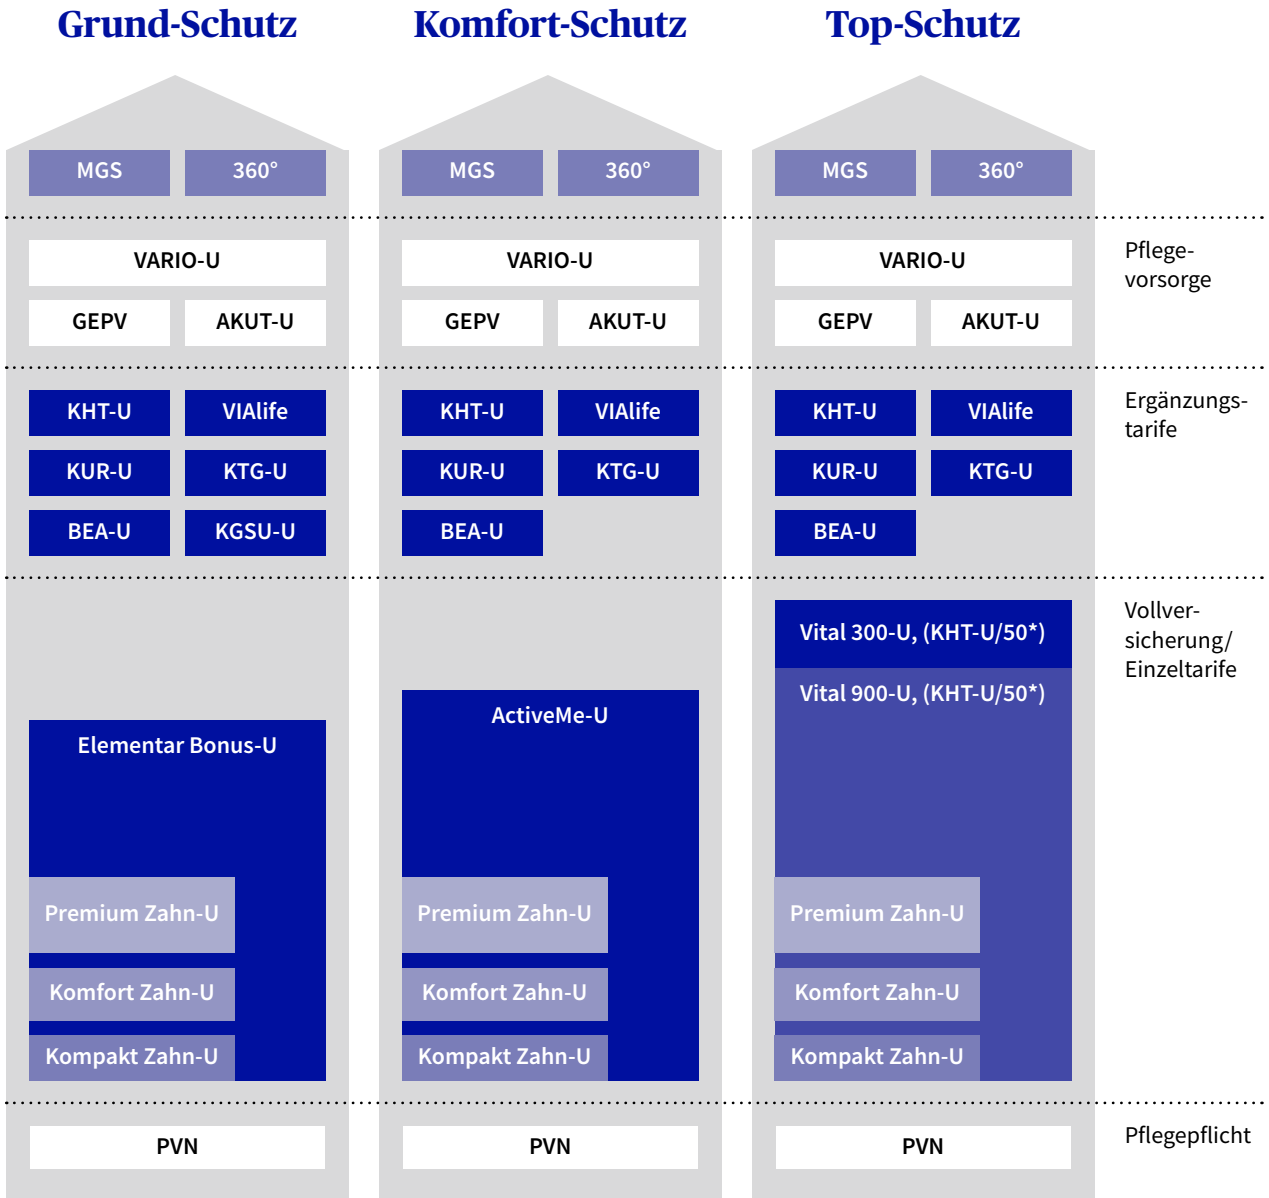 Grund-Schutz
Komfort-Schutz
Top-Schutz
MGS 360°
MGS 360°
MGS 360°
VARIO-U
VARIO-U
VARIO-U
Pflege-
vorsorge
GEPV AKUT-U
GEPV AKUT-U
GEPV AKUT-U
KHT-U VIAlife
KHT-U VIAlife
KHT-U VIAlife
Ergänzungs-
tarife
KUR-U KTG-U
KUR-U KTG-U
KUR-U KTG-U
BEA-U KGSU-U
BEA-U
BEA-U
Vital 300-U, (KHT-U/50*)
Vollver-
sicherung/
Einzeltarife
Vital 900-U, (KHT-U/50*)
ActiveMe-U
Elementar Bonus-U
Premium Zahn-U
Premium Zahn-U
Premium Zahn-U
Komfort Zahn-U
Komfort Zahn-U
Komfort Zahn-U
Kompakt Zahn-U
Kompakt Zahn-U
Kompakt Zahn-U
PVN
PVN
PVN
Pflegepflicht